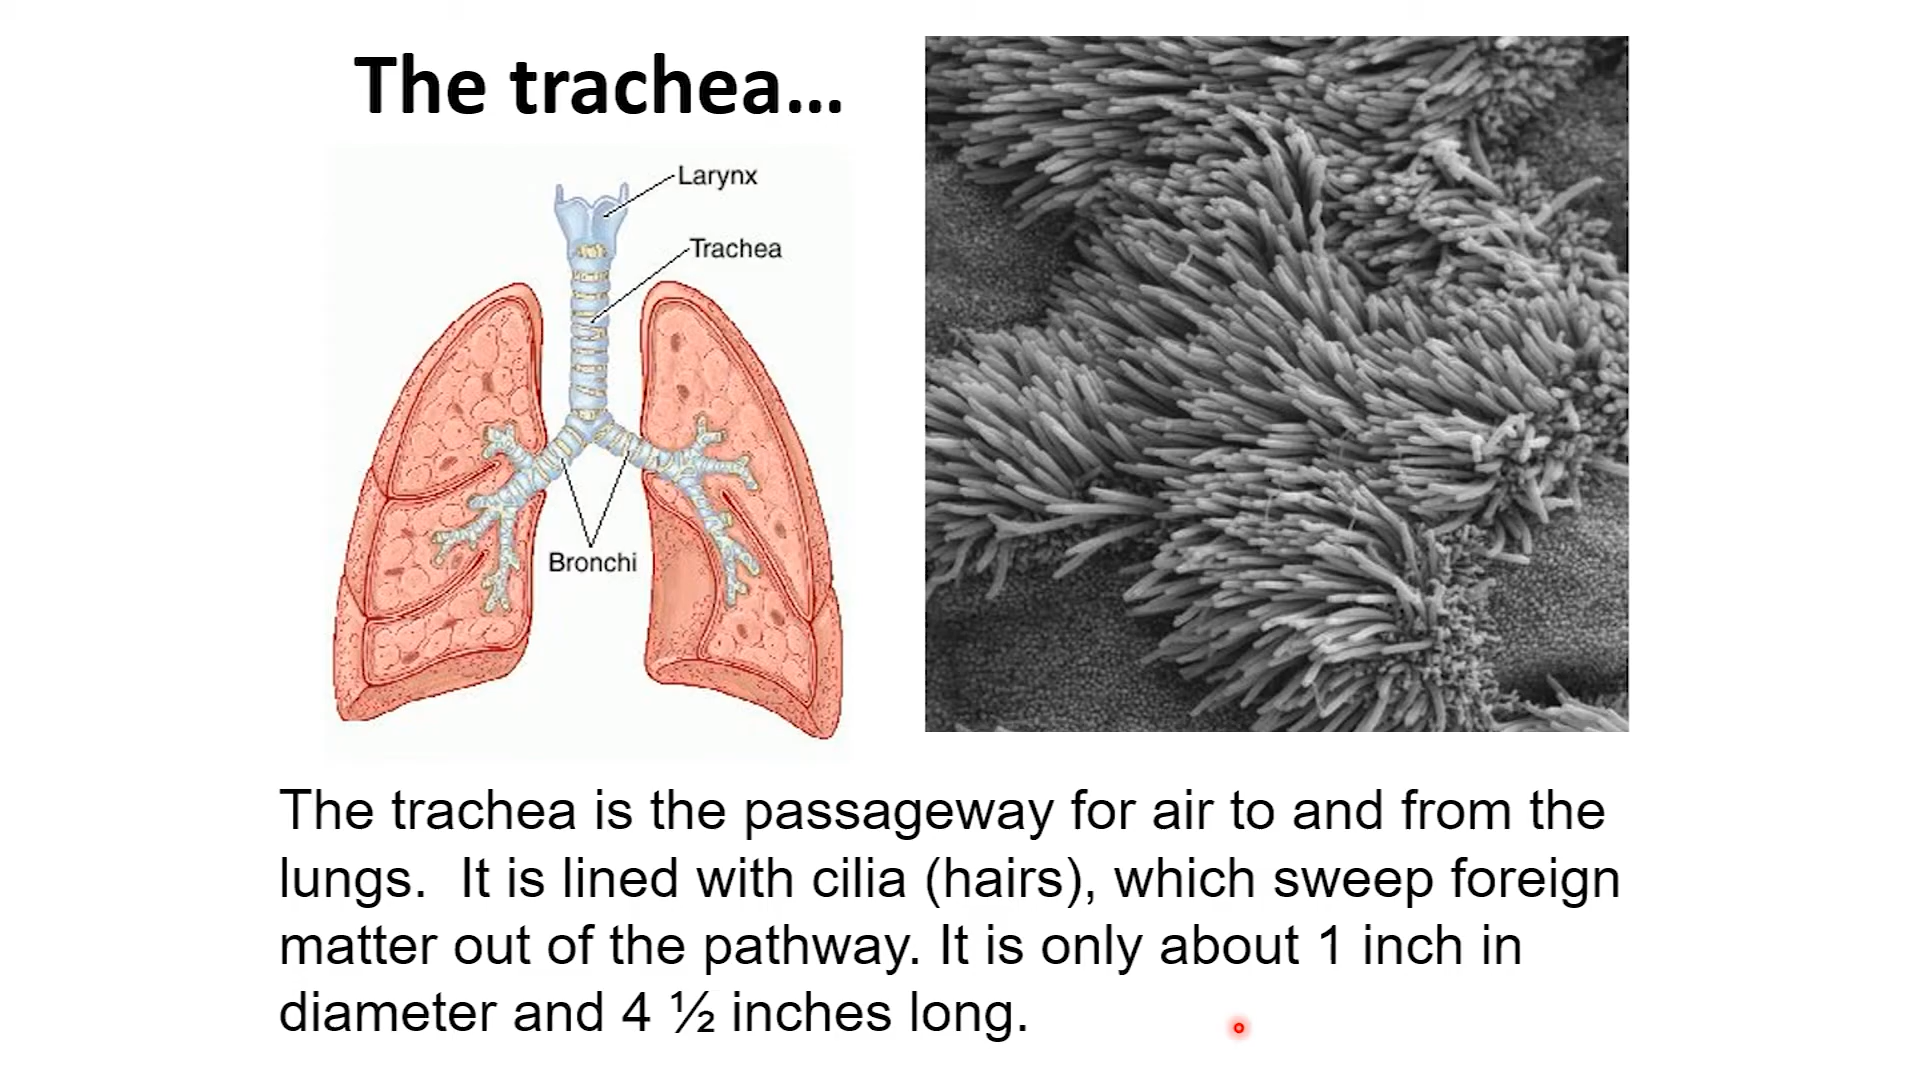 The trachea...
Larynx
Trachea
Bronchi
The trachea is the passageway for air to and from the
lungs.  It is lined with cilia (hairs), which sweep foreign
matter out of the pathway. It is only about 1 inch in
diameter and 4 ½ inches long.